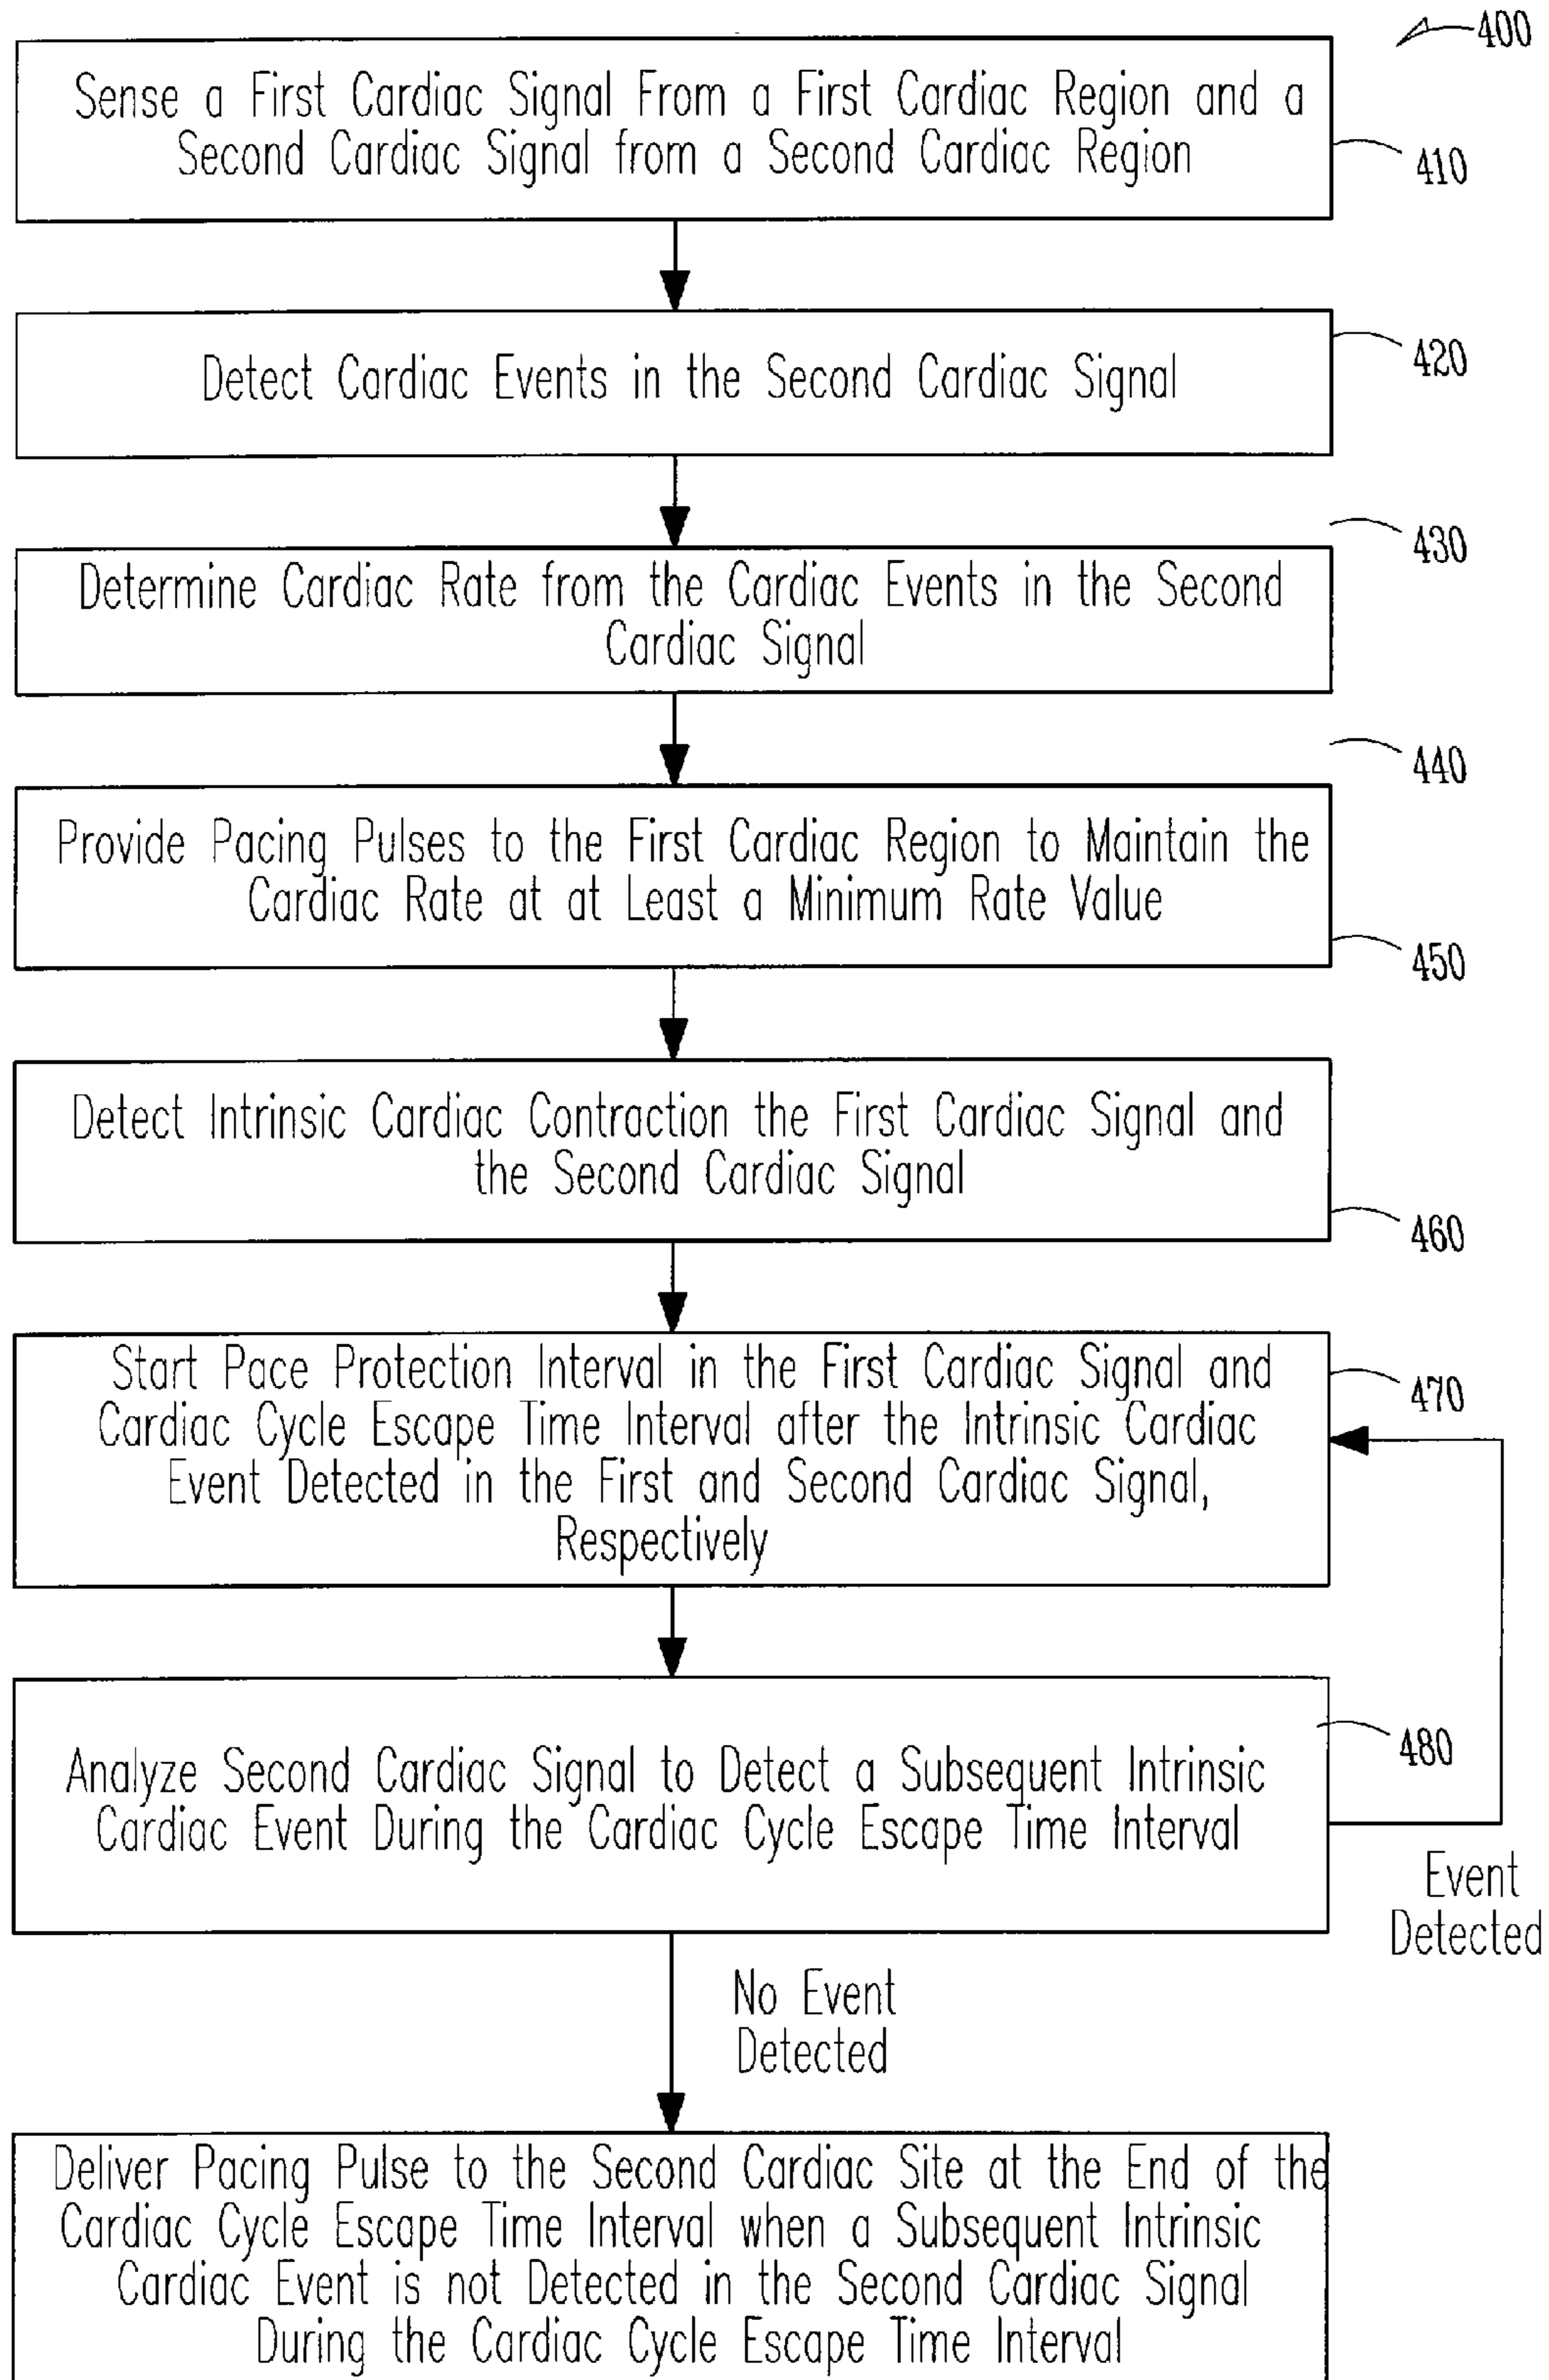 400
Sense a First Cardiac Signal From a First Cardiac Region and a
Second Cardiac Signal from a Second Cardiac Region
410
Detect Cardiac Events in the Second Cardiac Signal
420
Determine Cardiac Rate from the Cardiac Events in the Second
Cardiac Signal
430
440
Provide Pacing Pulses to the First Cardiac Region to Maintain the
Cardiac Rate at at Least a Minimum Rate Value
450
Detect Intrinsic Cardiac Contraction the First Cardiac Signal and
the Second Cardiac Signal
460
Start Pace Protection Interval in the First Cardiac Signal and
Cardiac Cycle Escape Time Interval after the Intrinsic Cardiac
Event Detected in the First and Second Cardiac Signal,
Respectively
470
Analyze Second Cardiac Signal to Detect a Subsequent Intrinsic
Cardiac Event During the Cardiac Cycle Escape Time Interval
480
Event
Detected
No Event
Detected
Deliver Pacing Pulse to the Second Cardiac Site at the End of the
Cardiac Cycle Escape Time Interval when a Subsequent Intrinsic
Cardiac Event is not Detected in the Second Cardiac Signal
During the Cardiac Cycle Escape Time Interval